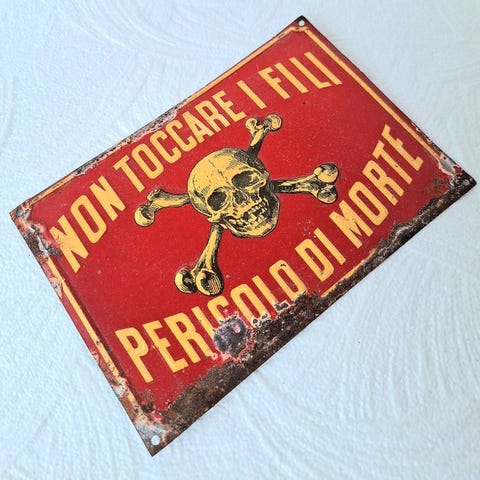 NON TOCCARE I FILI
PERICOLO DI MORTE